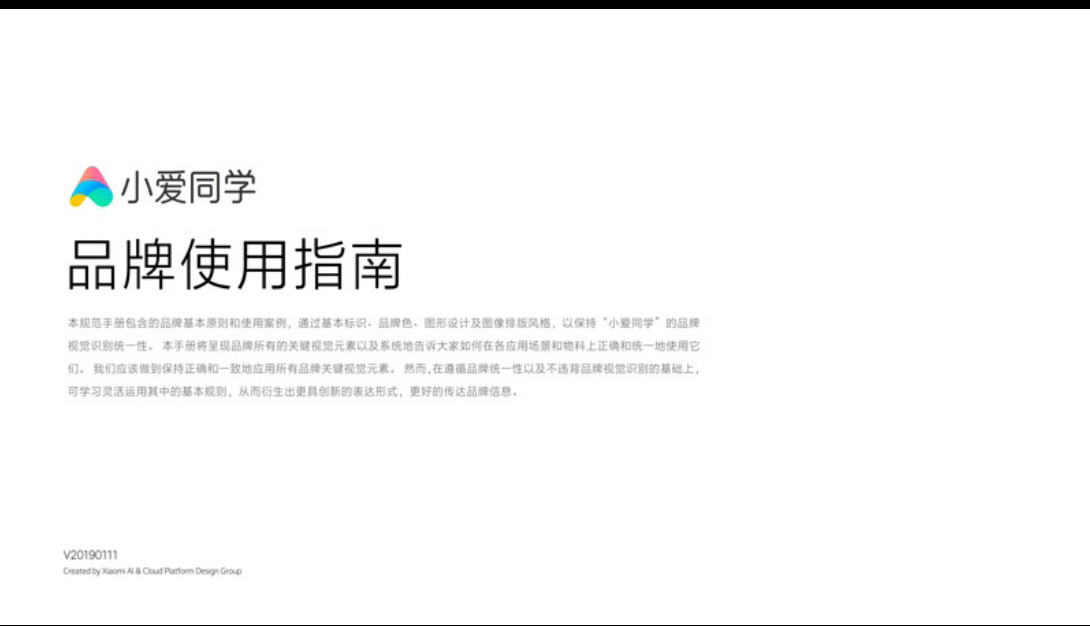 小爱同学
品牌使用指南
本规范手册包含的品牌基本原则和使用案例，通过基本标识、品牌色、图形设计及图像排版风格，以保持“小爱同学”的品牌
视觉识别统一性。 本手册将呈现品牌所有的关键视觉元素以及系统地告诉大家如何在各应用场景和物料上正确和统一地使用它
们。 我们应该做到保持正确和一致地应用所有品牌关键视觉元素。 然而,在遵循品牌统一性以及不违背品牌视觉识别的基础上，
可学习灵活运用其中的基本规则，从而衍生出更具创新的表达形式，更好的传达品牌信息。
V20190111
Created by Xiaomi AI & Cloud Platform Design Group